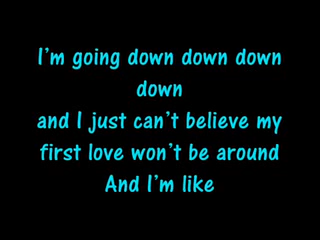 I’m going down down down
down
and I just can’t believe my
first love won’t be around
And I’m like